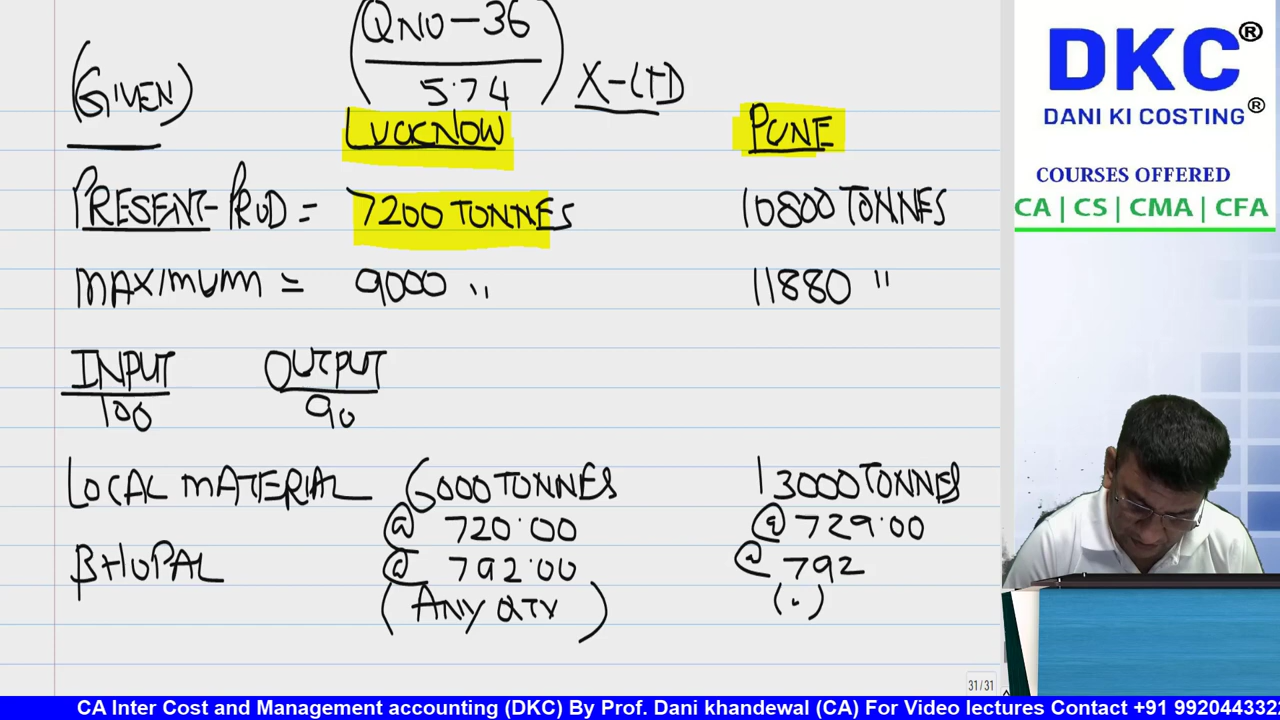 QNO-36
5.74
X-LTD
(GIVEN)
LUCKNOW PUNE
PRESENT-PROD = 7200 TONNES 10800 TONNES
MAXIMUM = 9000 " 11880 "
INPUT OUTPUT
100 90
LOCAL MATERIAL 6000 TONNES 13000 TONNES
@ 720.00 @ 729.00
BHOPAL @ 792.00 @ 792
(ANY QTY) (")
31/31
DKC®
DANI KI COSTING®
COURSES OFFERED
CA | CS | CMA | CFA
CA Inter Cost and Management accounting (DKC) By Prof. Dani khandewal (CA) For Video lectures Contact +91 992044332